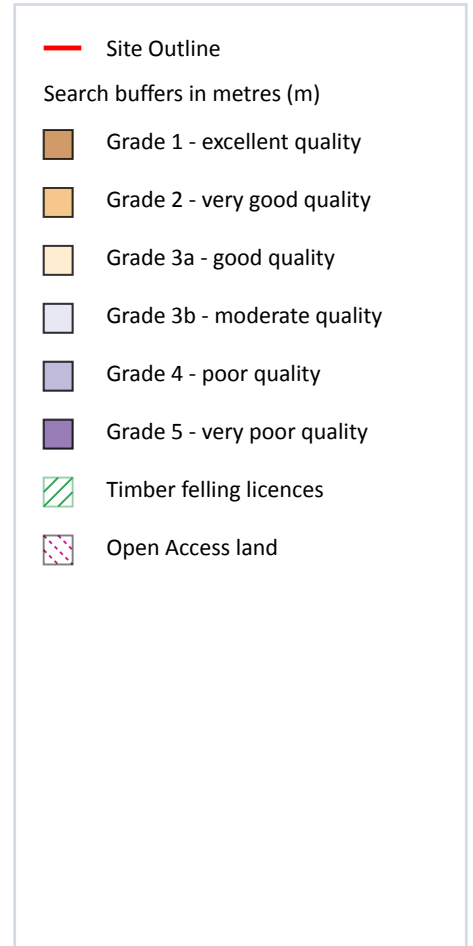 Site Outline
Search buffers in metres (m)
Grade 1 - excellent quality
Grade 2 - very good quality
Grade 3a - good quality
Grade 3b - moderate quality
Grade 4 - poor quality
Grade 5 - very poor quality
Timber felling licences
Open Access land